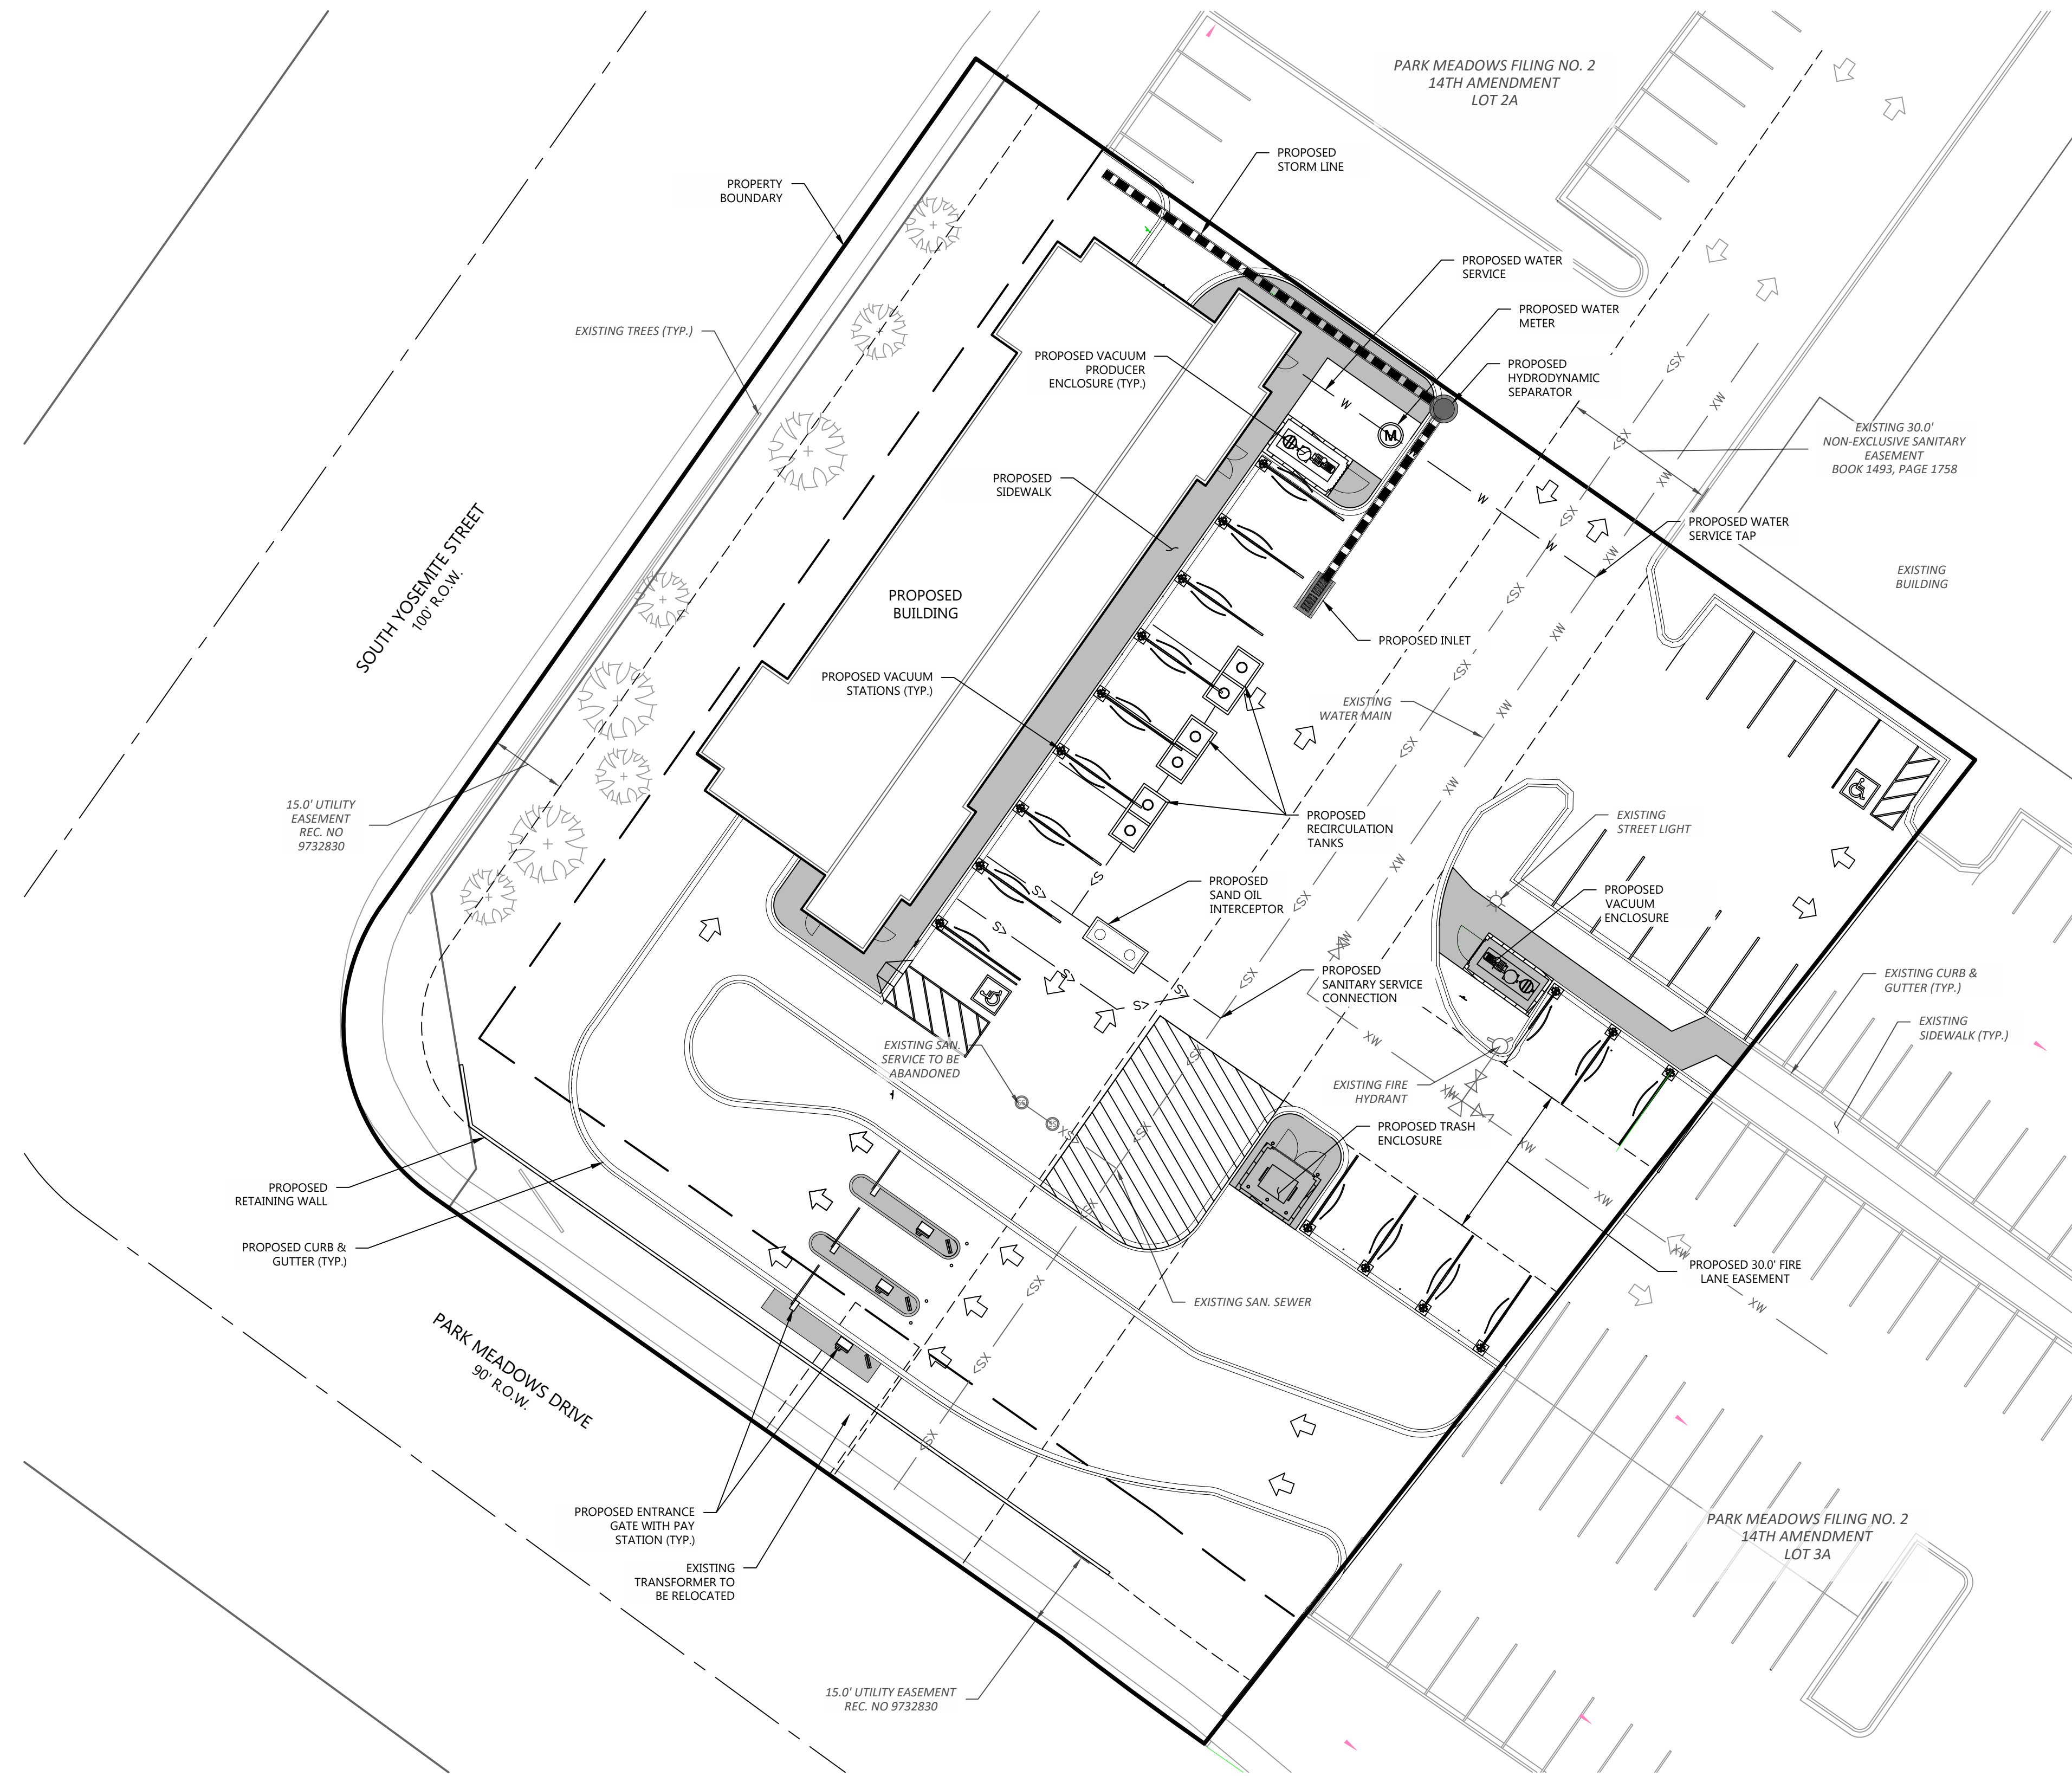 PARK MEADOWS FILING NO. 2
14TH AMENDMENT
LOT 2A
PROPOSED
STORM LINE
PROPERTY
BOUNDARY
PROPOSED WATER
SERVICE
PROPOSED WATER
METER
EXISTING TREES (TYP.)
PROPOSED VACUUM
PRODUCER
ENCLOSURE (TYP.)
PROPOSED
HYDRODYNAMIC
SEPARATOR
W
M
EXISTING 30.0'
NON-EXCLUSIVE SANITARY
EASEMENT
BOOK 1493, PAGE 1758
PROPOSED
SIDEWALK
W
W
PROPOSED WATER
SERVICE TAP
EXISTING
BUILDING
SOUTH YOSEMITE STREET
100' R.O.W.
PROPOSED
BUILDING
PROPOSED INLET
PROPOSED VACUUM
STATIONS (TYP.)
EXISTING
WATER MAIN
15.0' UTILITY
EASEMENT
REC. NO
9732830
PROPOSED
RECIRCULATION
TANKS
EXISTING
STREET LIGHT
PROPOSED
SAND OIL
INTERCEPTOR
PROPOSED
VACUUM
ENCLOSURE
PROPOSED
SANITARY SERVICE
CONNECTION
EXISTING CURB &
GUTTER (TYP.)
EXISTING
SIDEWALK (TYP.)
EXISTING SAN.
SERVICE TO BE
ABANDONED
EXISTING FIRE
HYDRANT
PROPOSED TRASH
ENCLOSURE
PROPOSED
RETAINING WALL
PROPOSED CURB &
GUTTER (TYP.)
PROPOSED 30.0' FIRE
LANE EASEMENT
EXISTING SAN. SEWER
PARK MEADOWS DRIVE
90' R.O.W.
PROPOSED ENTRANCE
GATE WITH PAY
STATION (TYP.)
EXISTING
TRANSFORMER TO
BE RELOCATED
PARK MEADOWS FILING NO. 2
14TH AMENDMENT
LOT 3A
15.0' UTILITY EASEMENT
REC. NO 9732830